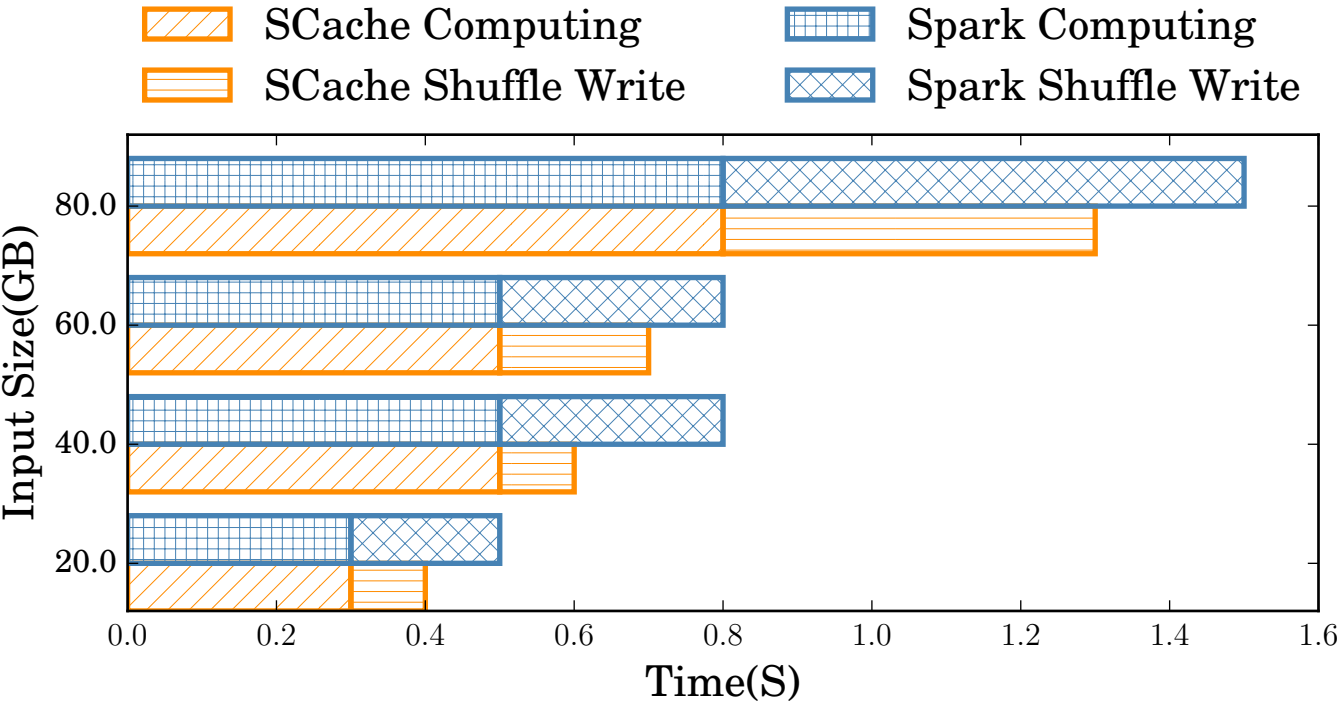 SCache Computing
Spark Computing
SCache Shuffle Write
Spark Shuffle Write
Input Size(GB)
80.0
60.0
40.0
20.0
0.0 0.2 0.4 0.6 0.8 1.0 1.2 1.4 1.6
Time(S)